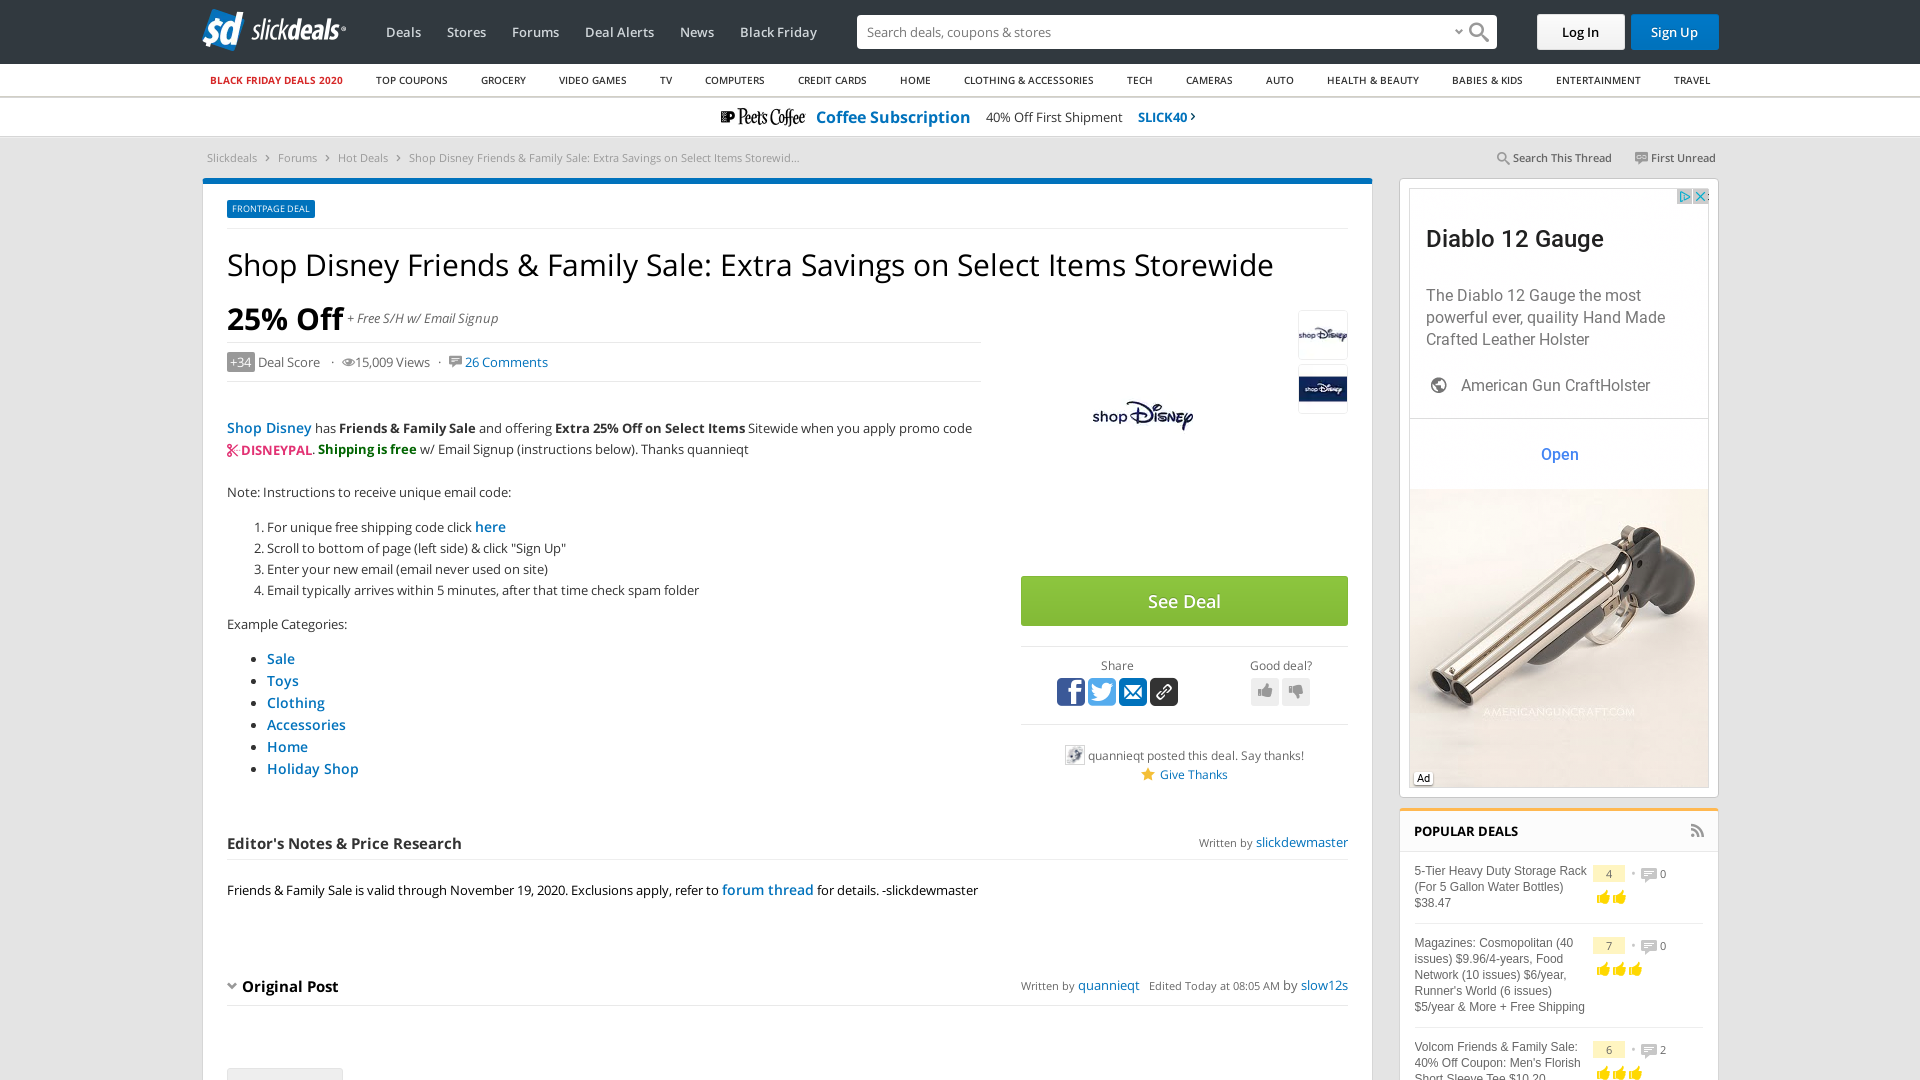 sd slickdeals
Deals Stores Forums Deal Alerts News Black Friday Search deals, coupons & stores Log In Sign Up
BLACK FRIDAY DEALS 2020 TOP COUPONS GROCERY VIDEO GAMES TV COMPUTERS CREDIT CARDS HOME CLOTHING & ACCESSORIES TECH CAMERAS AUTO HEALTH & BEAUTY BABIES & KIDS ENTERTAINMENT TRAVEL
Peet's Coffee Coffee Subscription 40% Off First Shipment SLICK40 ›
Slickdeals › Forums › Hot Deals › Shop Disney Friends & Family Sale: Extra Savings on Select Items Storewid...
Search This Thread First Unread
FRONTPAGE DEAL
Shop Disney Friends & Family Sale: Extra Savings on Select Items Storewide
25% Off + Free S/H w/ Email Signup
+34 Deal Score · 15,009 Views · 26 Comments
Shop Disney has Friends & Family Sale and offering Extra 25% Off on Select Items Sitewide when you apply promo code
DISNEYPAL. Shipping is free w/ Email Signup (instructions below). Thanks quannieqt
Note: Instructions to receive unique email code:
1. For unique free shipping code click here
2. Scroll to bottom of page (left side) & click "Sign Up"
3. Enter your new email (email never used on site)
4. Email typically arrives within 5 minutes, after that time check spam folder
Example Categories:
Sale
Toys
Clothing
Accessories
Home
Holiday Shop
shop Disney
shop Disney
shop Disney
See Deal
Share Good deal?
quannieqt posted this deal. Say thanks!
Give Thanks
Editor's Notes & Price Research
Written by slickdewmaster
Friends & Family Sale is valid through November 19, 2020. Exclusions apply, refer to forum thread for details. -slickdewmaster
Original Post
Written by quannieqt Edited Today at 08:05 AM by slow12s
Diablo 12 Gauge
The Diablo 12 Gauge the most
powerful ever, quaility Hand Made
Crafted Leather Holster
American Gun CraftHolster
Open
AMERICANGUNCRAFT.COM
Ad
POPULAR DEALS
5-Tier Heavy Duty Storage Rack
(For 5 Gallon Water Bottles)
$38.47
4 · 0
Magazines: Cosmopolitan (40
issues) $9.96/4-years, Food
Network (10 issues) $6/year,
Runner's World (6 issues)
$5/year & More + Free Shipping
7 · 0
Volcom Friends & Family Sale:
40% Off Coupon: Men's Florish
Short Sleeve Tee $10.20
6 · 2